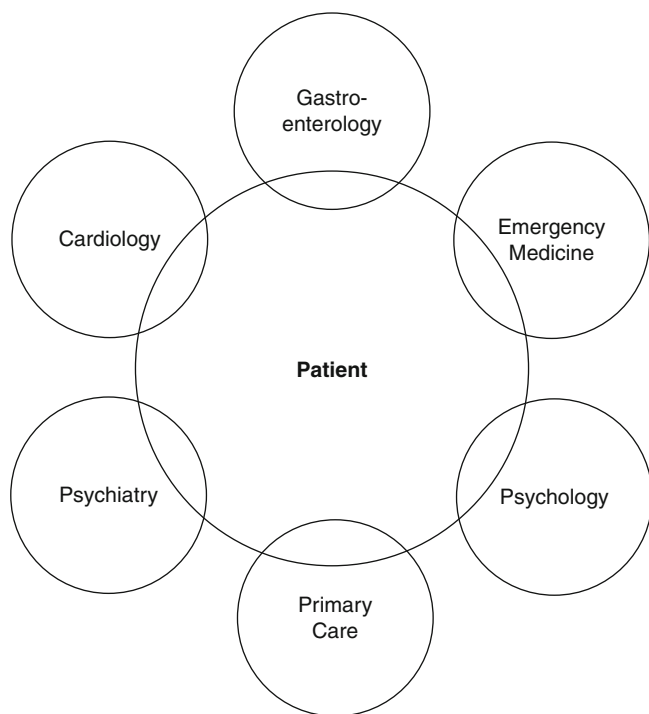 Gastro-
enterology
Cardiology
Emergency
Medicine
Patient
Psychiatry
Psychology
Primary
Care